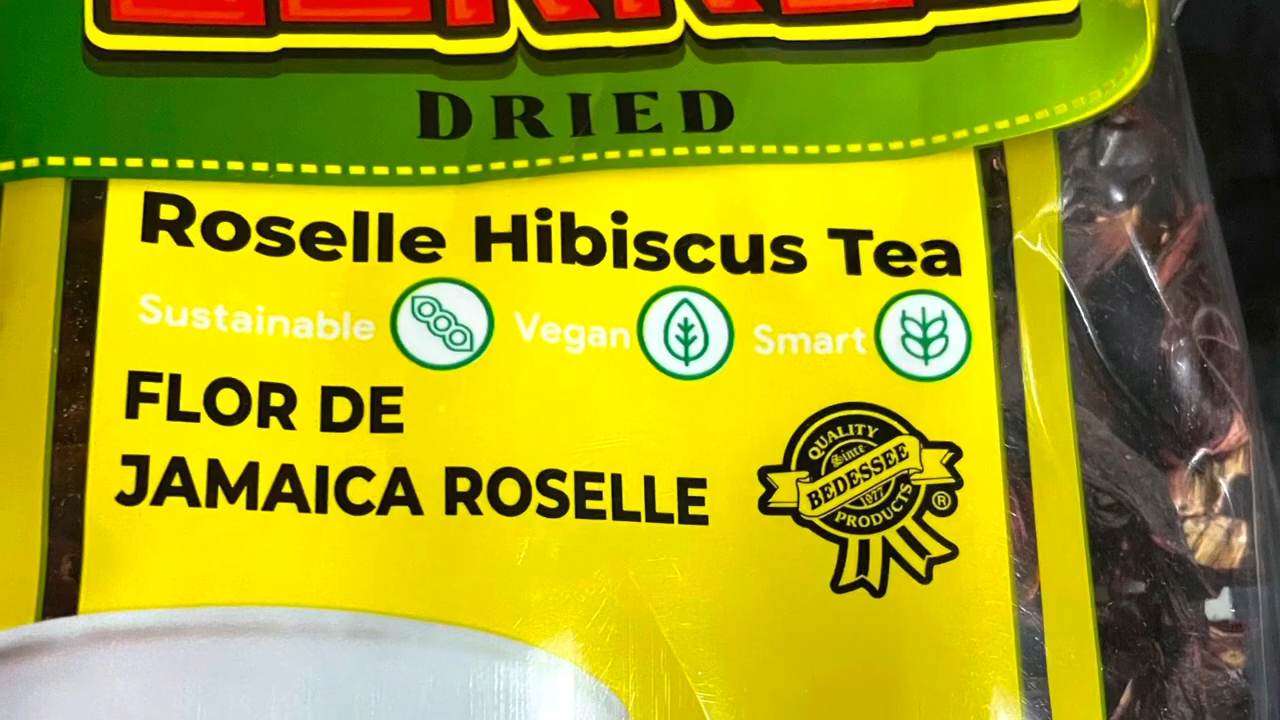 DRIED
Roselle Hibiscus Tea
Sustainable Vegan Smart
FLOR DE
JAMAICA ROSELLE
QUALITY
Since
BEDESSEE
1977
PRODUCTS
®